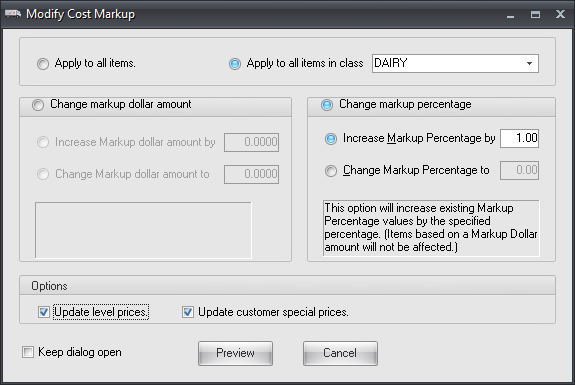 Modify Cost Markup
Apply to all items.
Apply to all items in class DAIRY
Change markup dollar amount
Increase Markup dollar amount by 0.0000
Change Markup dollar amount to 0.0000
Change markup percentage
Increase Markup Percentage by 1.00
Change Markup Percentage to 0.00
This option will increase existing Markup
Percentage values by the specified
percentage. (Items based on a Markup Dollar
amount will not be affected.)
Options
Update level prices.
Update customer special prices.
Keep dialog open
Preview
Cancel